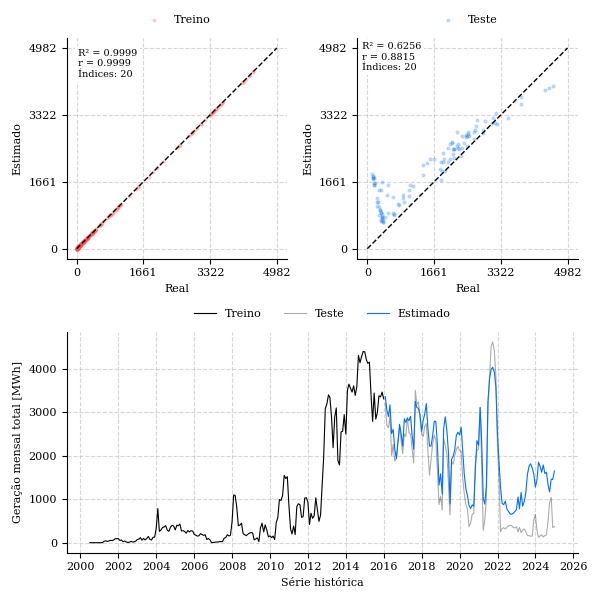 Treino
Teste
R² = 0.9999
r = 0.9999
Índices: 20
R² = 0.6256
r = 0.8815
Índices: 20
4982
3322
1661
0
Estimado
0 1661 3322 4982
Real
4982
3322
1661
0
Estimado
0 1661 3322 4982
Real
Treino Teste Estimado
4000
3000
2000
1000
0
Geração mensal total [MWh]
2000 2002 2004 2006 2008 2010 2012 2014 2016 2018 2020 2022 2024 2026
Série histórica